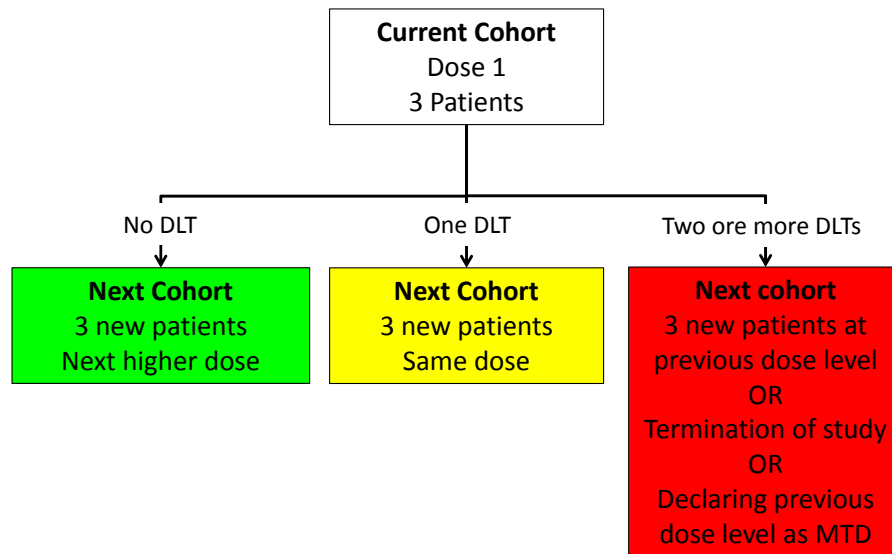 Current Cohort
Dose 1
3 Patients
No DLT
One DLT
Two ore more DLTs
Next Cohort
3 new patients
Next higher dose
Next Cohort
3 new patients
Same dose
Next cohort
3 new patients at
previous dose level
OR
Termination of study
OR
Declaring previous
dose level as MTD